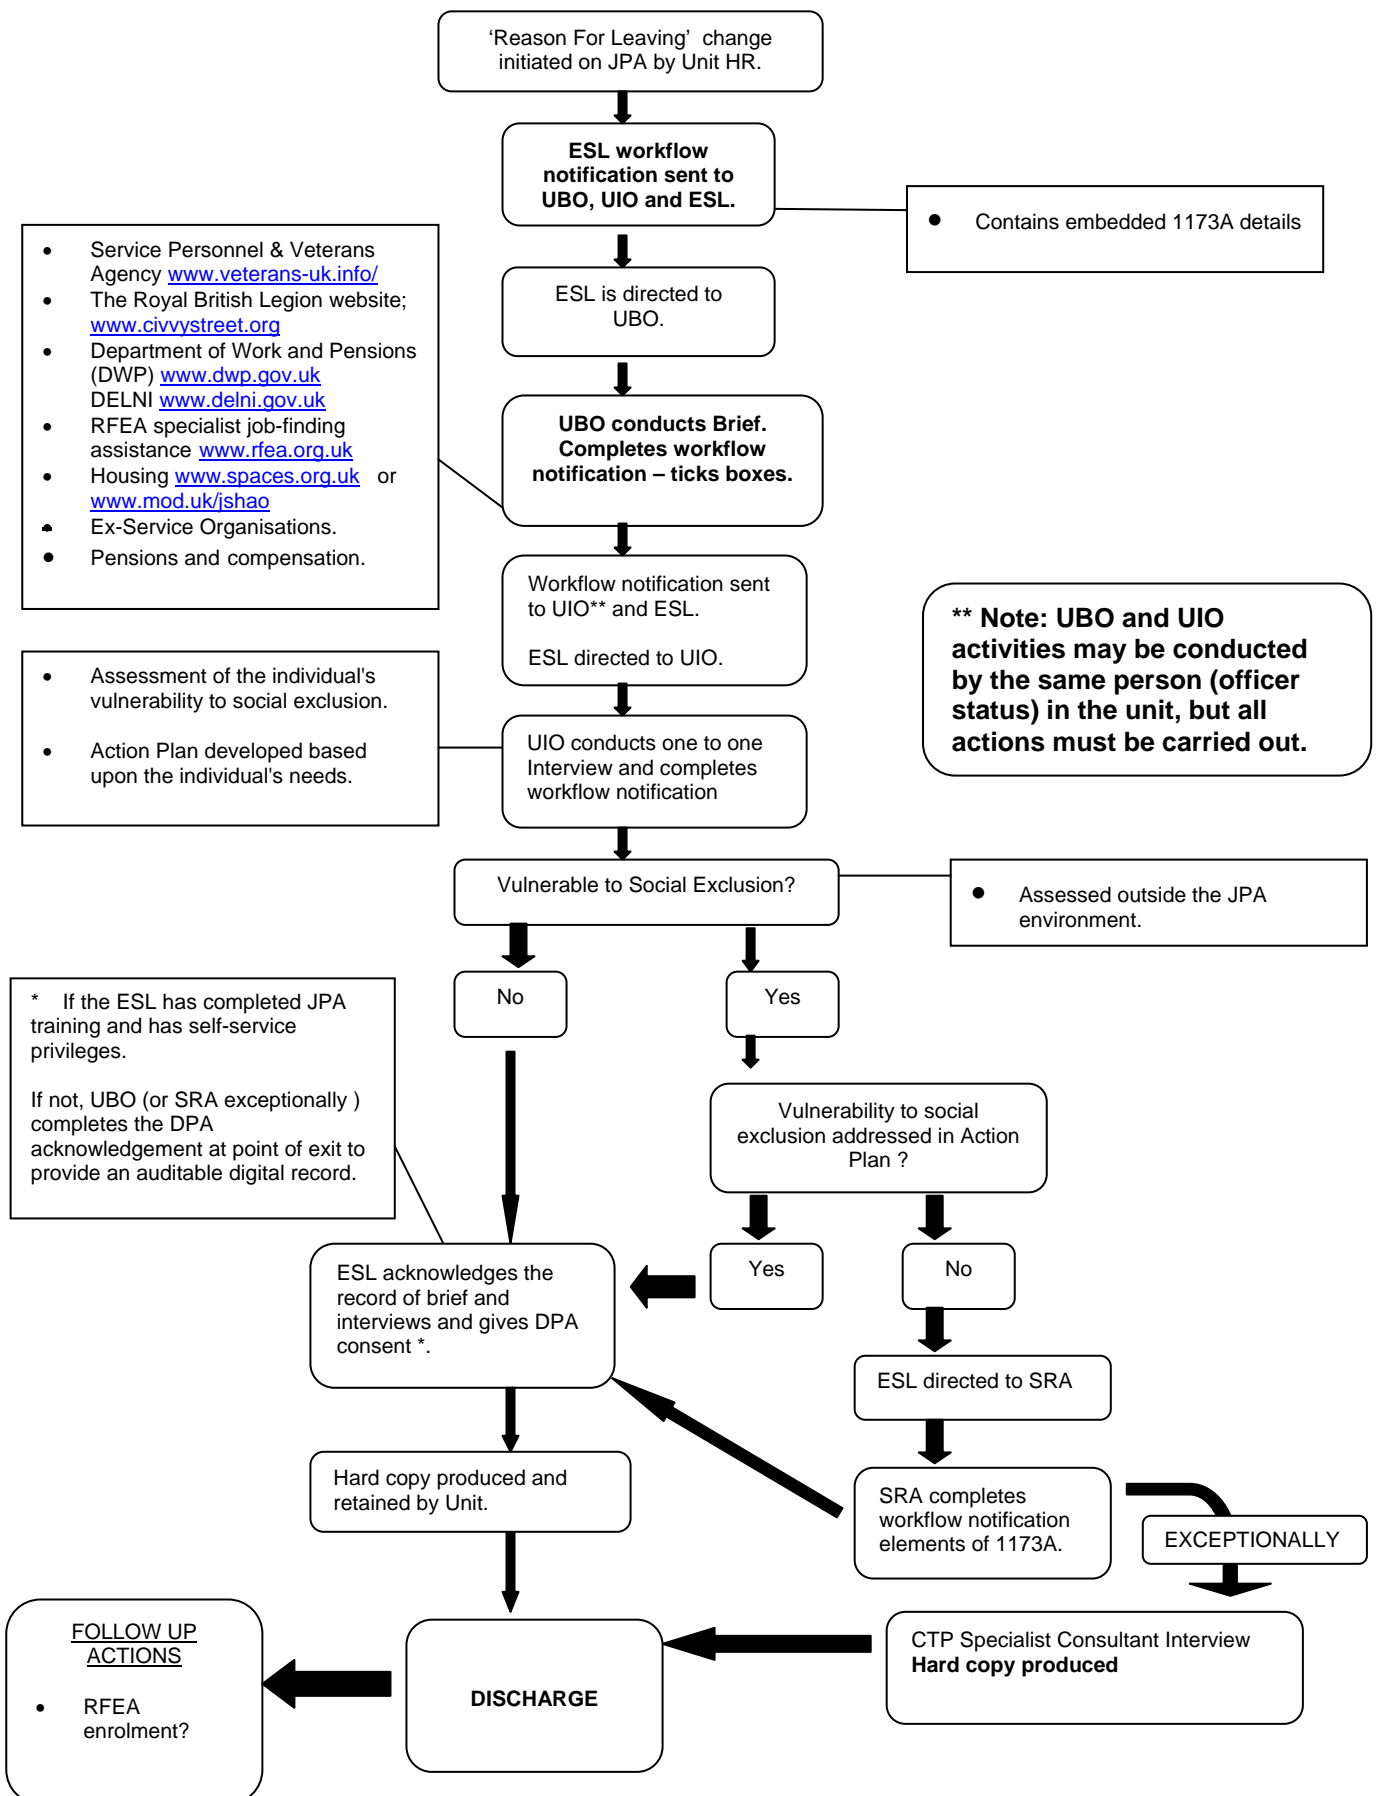 ‘Reason For Leaving’ change
initiated on JPA by Unit HR.
ESL workflow
notification sent to
UBO, UIO and ESL.
• Contains embedded 1173A details
• Service Personnel & Veterans
Agency www.veterans-uk.info/
• The Royal British Legion website;
www.civvystreet.org
• Department of Work and Pensions
(DWP) www.dwp.gov.uk
DELNI www.delni.gov.uk
• RFEA specialist job-finding
assistance www.rfea.org.uk
• Housing www.spaces.org.uk or
www.mod.uk/jshao
• Ex-Service Organisations.
• Pensions and compensation.
ESL is directed to
UBO.
UBO conducts Brief.
Completes workflow
notification – ticks boxes.
Workflow notification sent
to UIO** and ESL.
ESL directed to UIO.
** Note: UBO and UIO
activities may be conducted
by the same person (officer
status) in the unit, but all
actions must be carried out.
• Assessment of the individual's
vulnerability to social exclusion.
• Action Plan developed based
upon the individual's needs.
UIO conducts one to one
Interview and completes
workflow notification
Vulnerable to Social Exclusion?
• Assessed outside the JPA
environment.
No
Yes
* If the ESL has completed JPA
training and has self-service
privileges.
If not, UBO (or SRA exceptionally )
completes the DPA
acknowledgement at point of exit to
provide an auditable digital record.
Vulnerability to social
exclusion addressed in Action
Plan ?
Yes
No
ESL acknowledges the
record of brief and
interviews and gives DPA
consent *.
ESL directed to SRA
Hard copy produced and
retained by Unit.
SRA completes
workflow notification
elements of 1173A.
EXCEPTIONALLY
CTP Specialist Consultant Interview
Hard copy produced
DISCHARGE
FOLLOW UP
ACTIONS
• RFEA
enrolment?